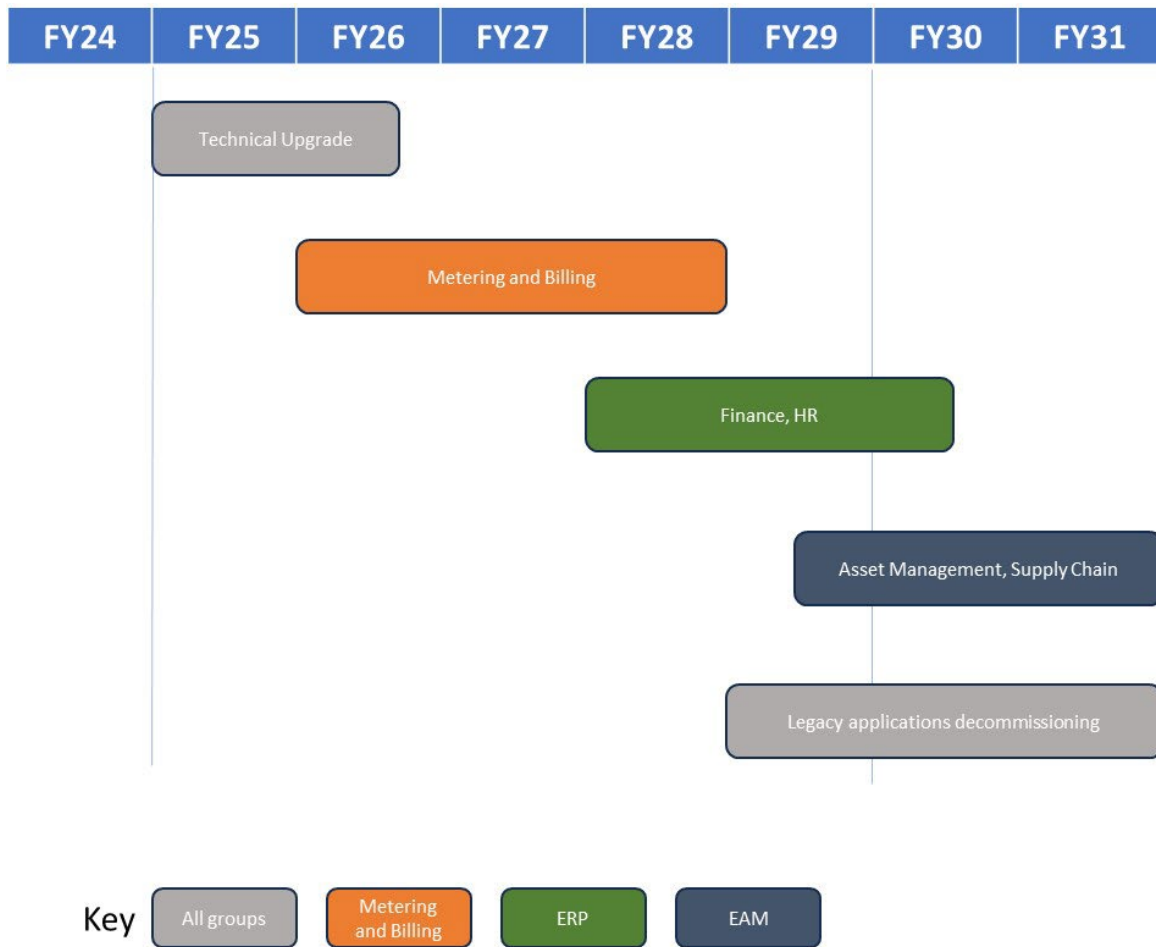 FY24 FY25 FY26 FY27 FY28 FY29 FY30 FY31
Technical Upgrade
Metering and Billing
Finance, HR
Asset Management, Supply Chain
Legacy applications decommissioning
Key
All groups
Metering
and Billing
ERP
EAM